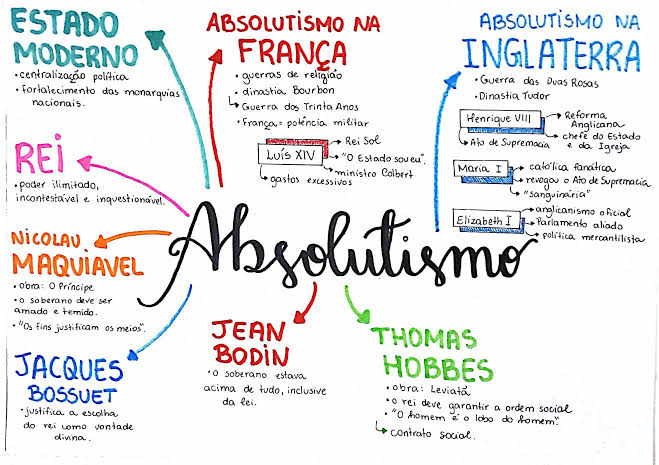 ESTADO
MODERNO
• centralização política
• fortalecimento das monarquias
nacionais.
ABSOLUTISMO NA
FRANÇA
• guerras de religião
• dinastia Bourbon
Guerra dos Trinta Anos
• França = potência militar
Luís XIV
Rei Sol
"O Estado sou eu".
ministro Colbert
gastos excessivos
ABSOLUTISMO NA
INGLATERRA
• Guerra das Duas Rosas
• Dinastia Tudor
Henrique VIII
Reforma
Anglicana
chefe do Estado
e da Igreja
Ato de Supremacia
Maria I
católica fanática
revogou o Ato de Supremacia
"sanguinária"
Elizabeth I
anglicanismo oficial
Parlamento aliado
política mercantilista
REI
• poder ilimitado,
incontestável e inquestionável.
Absolutismo
NICOLAU
MAQUIAVEL
• obra: O Príncipe
• o soberano deve ser
amado e temido.
• "Os fins justificam os meios".
JACQUES
BOSSUET
• justifica a escolha
do rei como vontade
divina.
JEAN
BODIN
• o soberano estava
acima de tudo, inclusive
da lei.
THOMAS
HOBBES
• obra: Leviatã
• o rei deve garantir a ordem social
• "O homem é o lobo do homem".
contrato social.